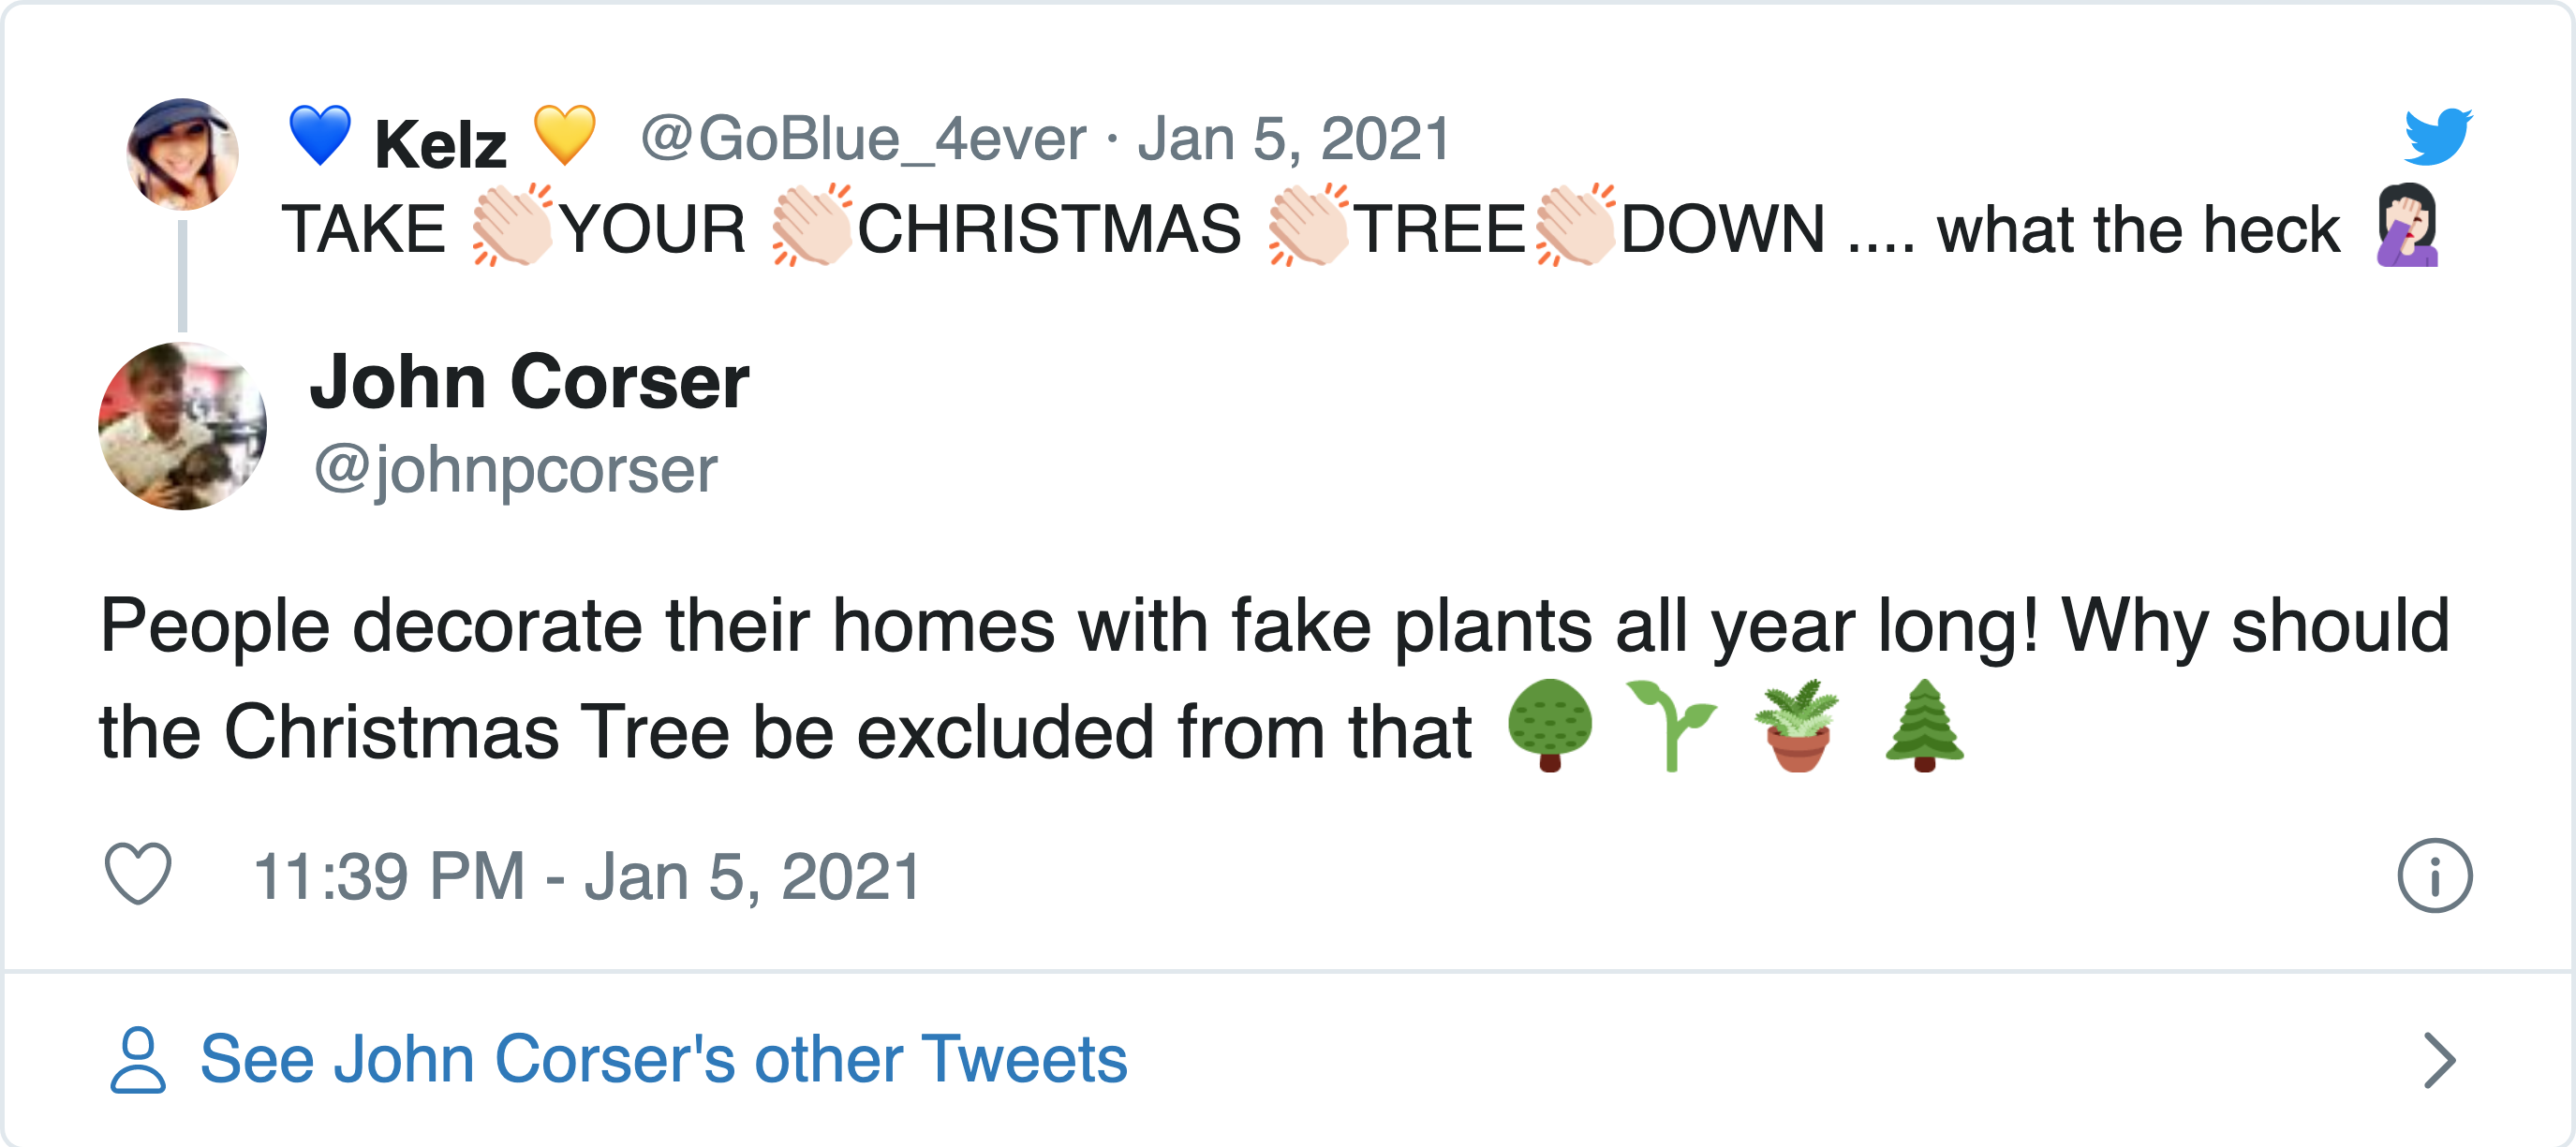 💙 Kelz 💛 @GoBlue_4ever · Jan 5, 2021
TAKE 👏🏻YOUR 👏🏻CHRISTMAS 👏🏻TREE👏🏻DOWN .... what the heck 🤦🏻‍♀️
John Corser
@johnpcorser
People decorate their homes with fake plants all year long! Why should
the Christmas Tree be excluded from that 🌳 🌱 🪴 🌲
11:39 PM - Jan 5, 2021
See John Corser's other Tweets